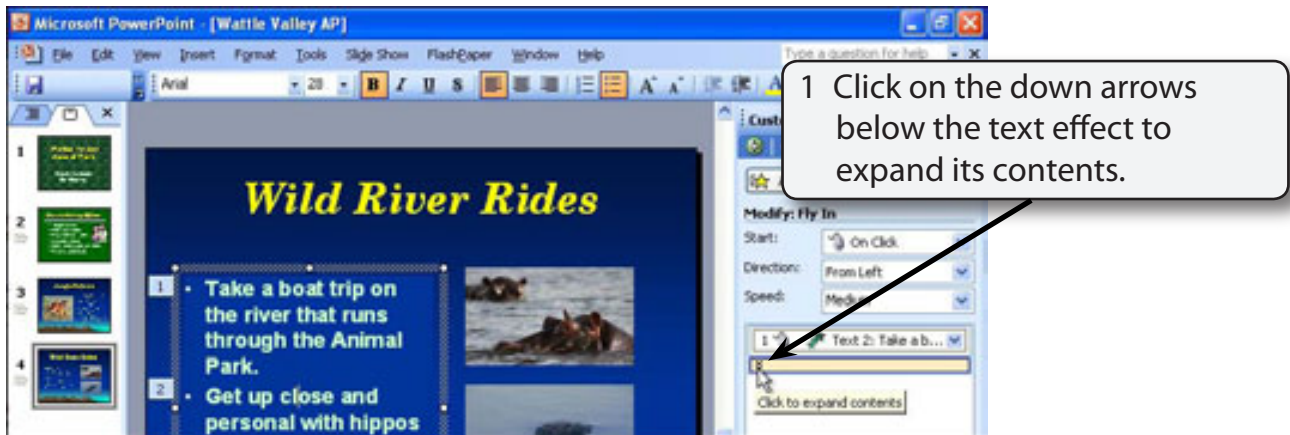 Microsoft PowerPoint - [Wattle Valley AP]
File Edit View Insert Format Tools Slide Show FlashPaper Window Help
Type a question for help
Arial 28 B I U S A A A
1 Click on the down arrows
below the text effect to
expand its contents.
Cust
Modify: Fly In
Start: On Click
Direction: From Left
Speed: Medium
1 Text 2: Take a b...
Click to expand contents
1
2
3
4
Wild River Rides
1
• Take a boat trip on
the river that runs
through the Animal
Park.
2
• Get up close and
personal with hippos